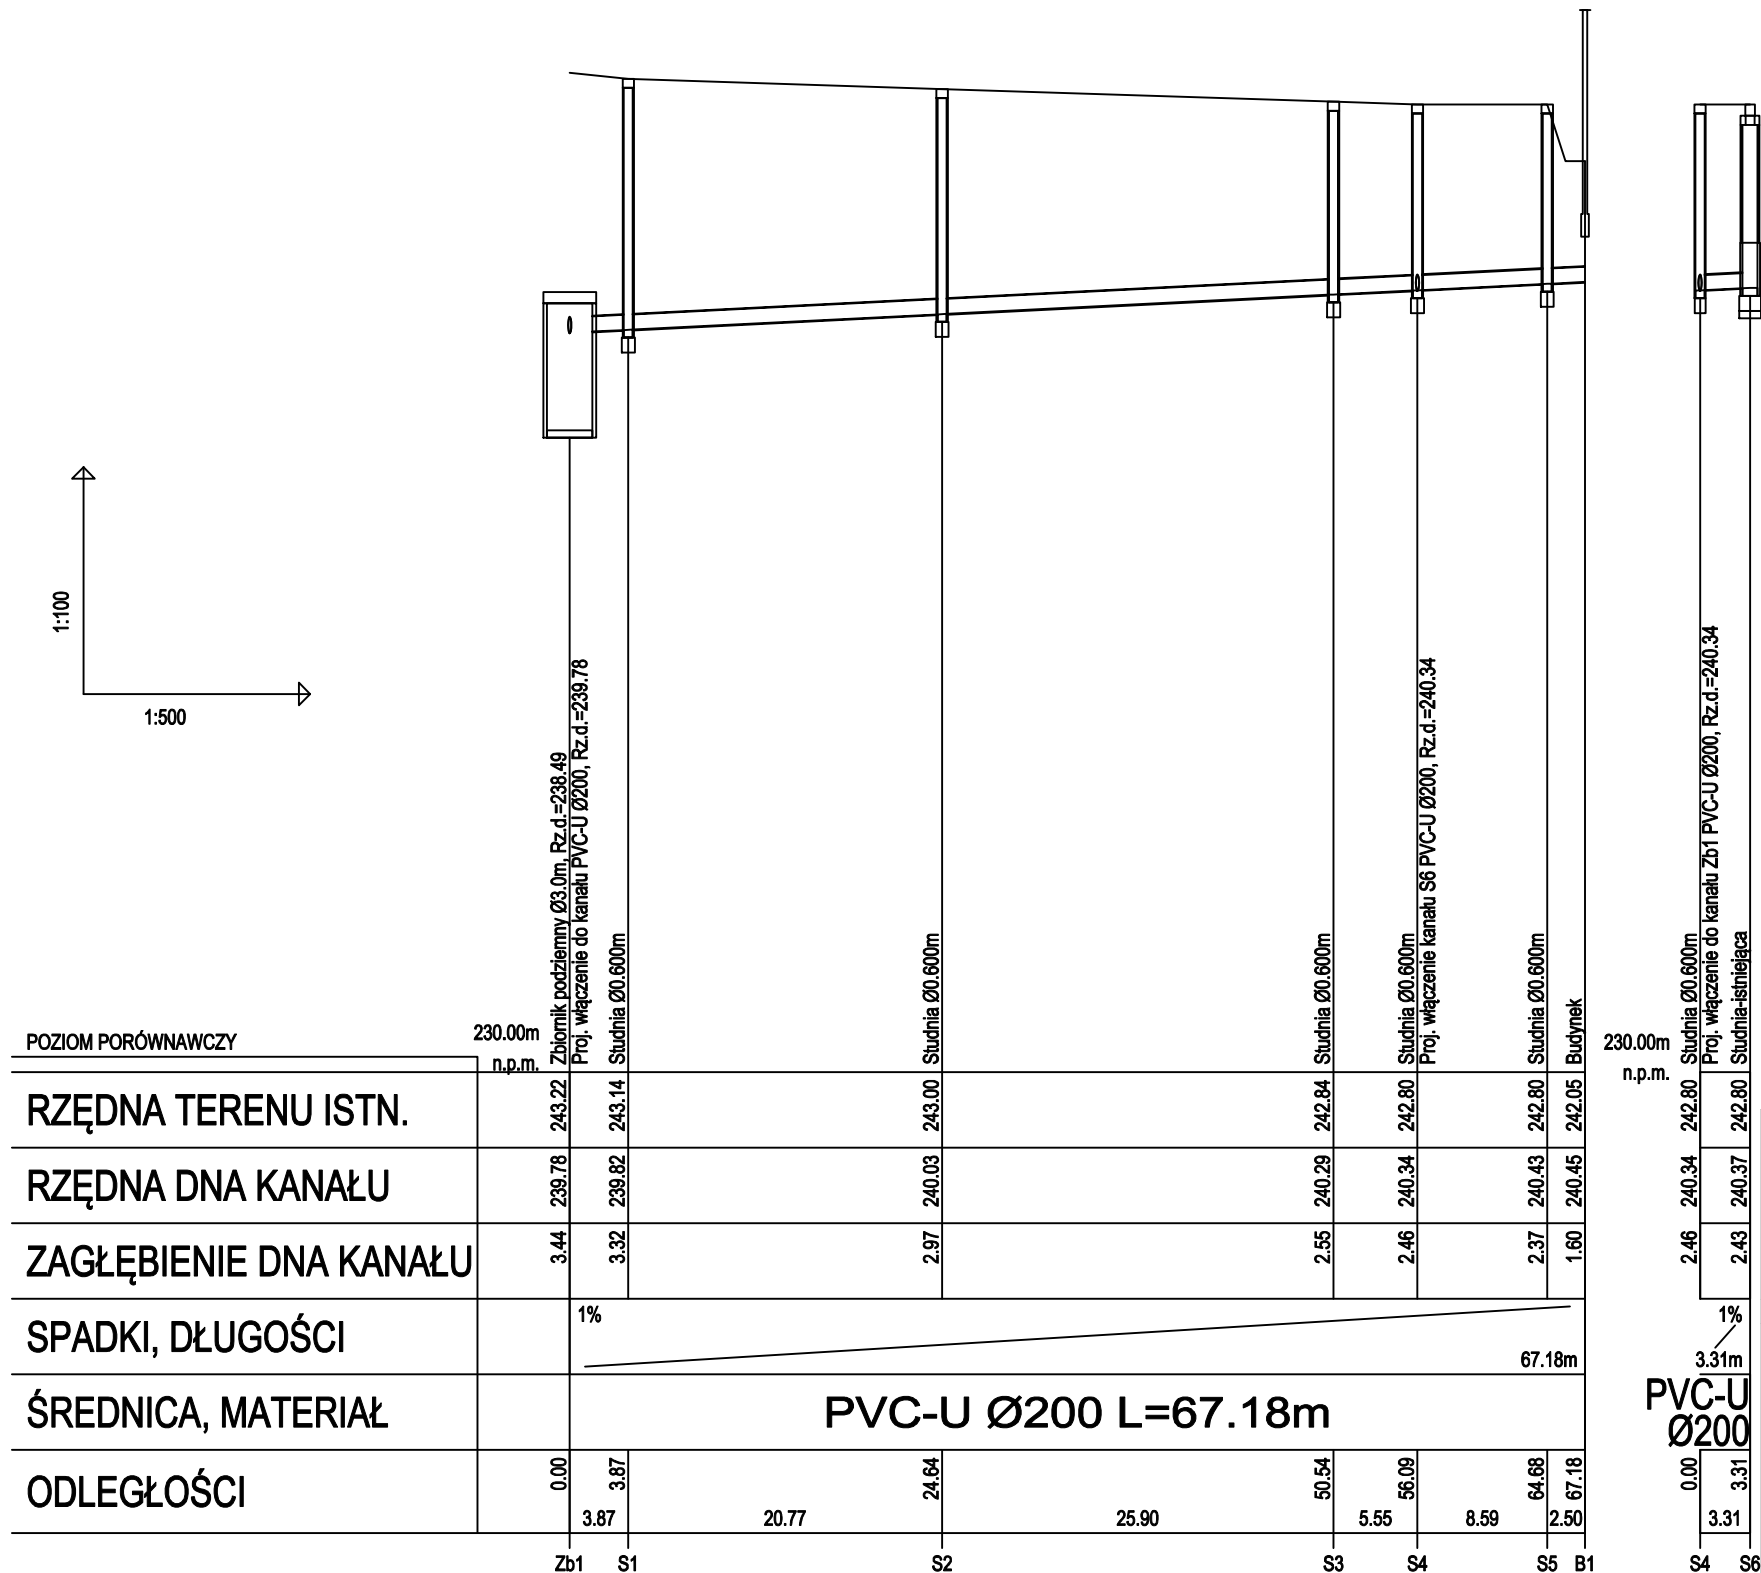 1:100
1:500
Zbiornik podziemny Ø3.0m, Rz.d.=238.49
Proj. włączenie do kanału PVC-U Ø200, Rz.d.=239.78
Studnia Ø0.600m
Studnia Ø0.600m
Studnia Ø0.600m
Studnia Ø0.600m
Proj. włączenie kanału S6 PVC-U Ø200, Rz.d.=240.34
Studnia Ø0.600m
Budynek
Studnia Ø0.600m
Proj. włączenie do kanału Zb1 PVC-U Ø200, Rz.d.=240.34
Studnia-istniejąca
POZIOM PORÓWNAWCZY
230.00m
n.p.m.
230.00m
n.p.m.
RZĘDNA TERENU ISTN.
243.22 243.14 243.00 242.84 242.80 242.80 242.05 242.80 242.80
RZĘDNA DNA KANAŁU
239.78 239.82 240.03 240.29 240.34 240.43 240.45 240.34 240.37
ZAGŁĘBIENIE DNA KANAŁU
3.44 3.32 2.97 2.55 2.46 2.37 1.60 2.46 2.43
SPADKI, DŁUGOŚCI
1%
67.18m
1%
3.31m
ŚREDNICA, MATERIAŁ
PVC-U Ø200 L=67.18m
PVC-U
Ø200
ODLEGŁOŚCI
0.00 3.87 24.64 50.54 56.09 64.68 67.18 0.00 3.31
3.87 20.77 25.90 5.55 8.59 2.50 3.31
Zb1 S1 S2 S3 S4 S5 B1 S4 S6